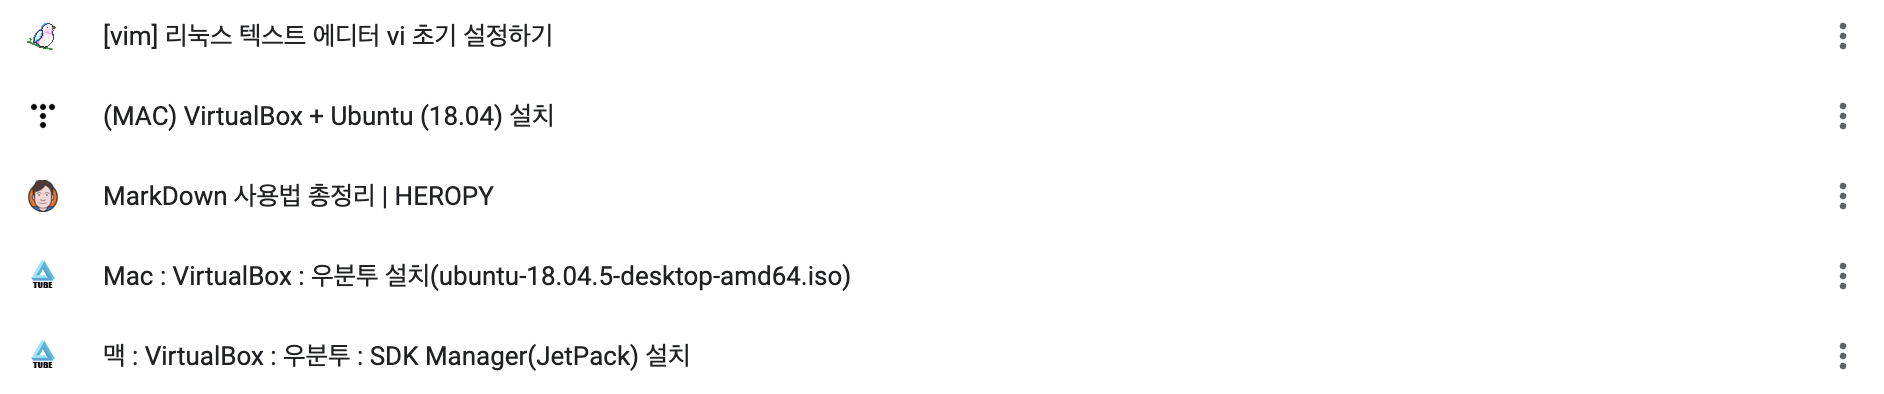 [vim] 리눅스 텍스트 에디터 vi 초기 설정하기
(MAC) VirtualBox + Ubuntu (18.04) 설치
MarkDown 사용법 총정리 | HEROPY
TUBE
Mac : VirtualBox : 우분투 설치(ubuntu-18.04.5-desktop-amd64.iso)
TUBE
맥 : VirtualBox : 우분투 : SDK Manager(JetPack) 설치